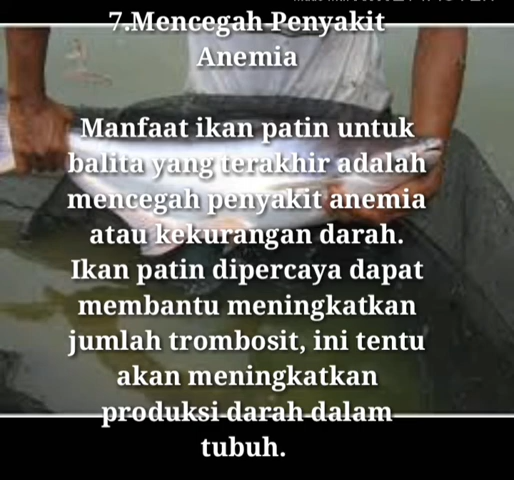 7.Mencegah Penyakit
Anemia
Manfaat ikan patin untuk
balita yang terakhir adalah
mencegah penyakit anemia
atau kekurangan darah.
Ikan patin dipercaya dapat
membantu meningkatkan
jumlah trombosit, ini tentu
akan meningkatkan
produksi darah dalam
tubuh.